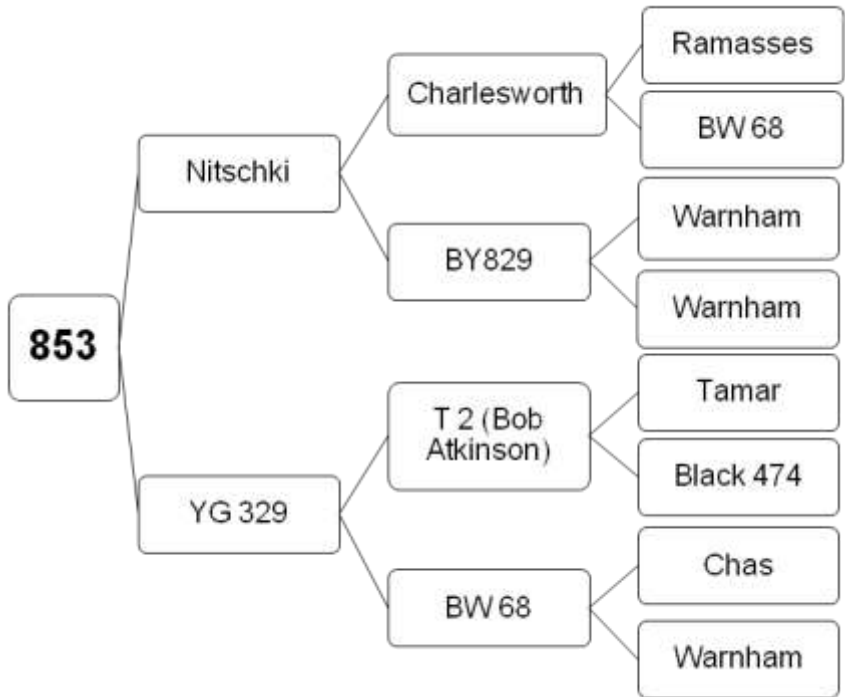 Ramasses
Charlesworth
BW 68
Nitschki
Warnham
BY829
Warnham
853
Tamar
T 2 (Bob
Atkinson)
Black 474
YG 329
Chas
BW 68
Warnham